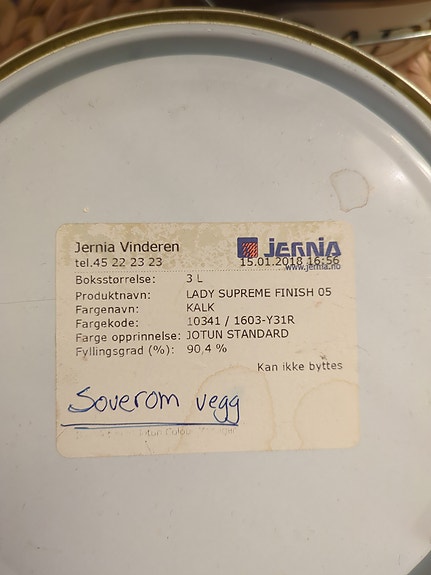 Jernia Vinderen
JERNIA
tel.45 22 23 23 15.01.2018 16:56
www.jernia.no
Boksstørrelse: 3 L
Produktnavn: LADY SUPREME FINISH 05
Fargenavn: KALK
Fargekode: 10341 / 1603-Y31R
Farge opprinnelse: JOTUN STANDARD
Fyllingsgrad (%): 90,4 %
Kan ikke byttes
Soverom vegg